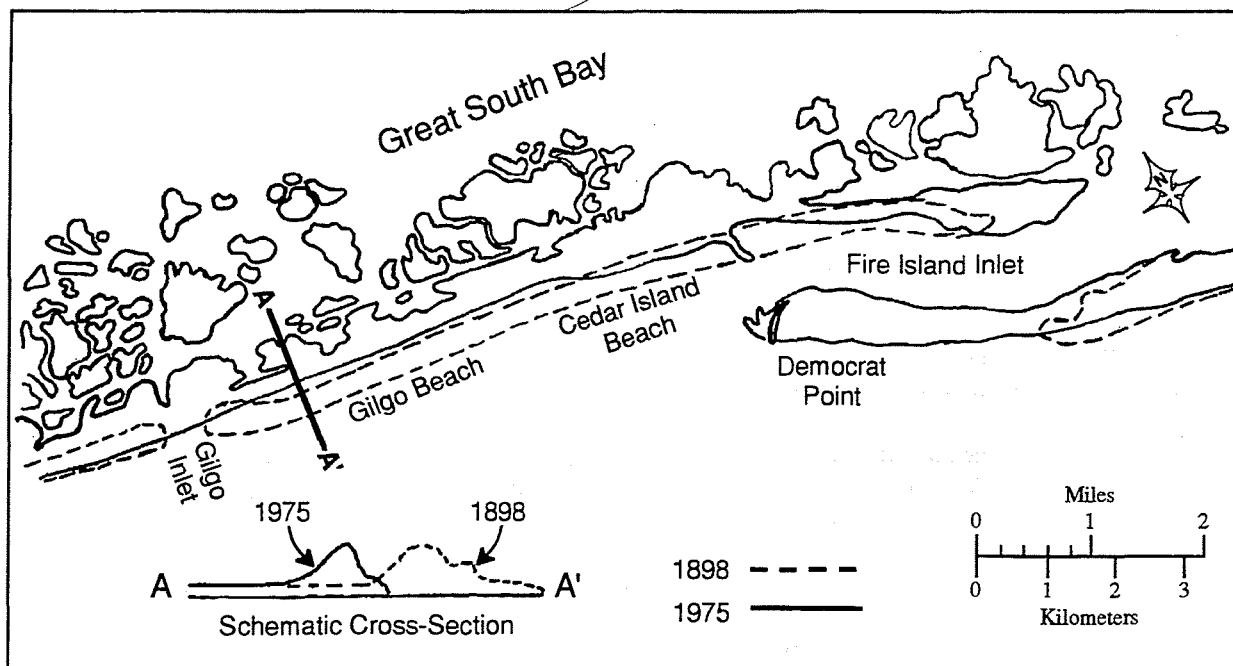 Great South Bay
N
Fire Island Inlet
Cedar Island
Beach
Democrat
Point
Gilgo Beach
Gilgo
Inlet
A
A'
1975
1898
A
A'
Schematic Cross-Section
1898
1975
Miles
0 1 2
0 1 2 3
Kilometers